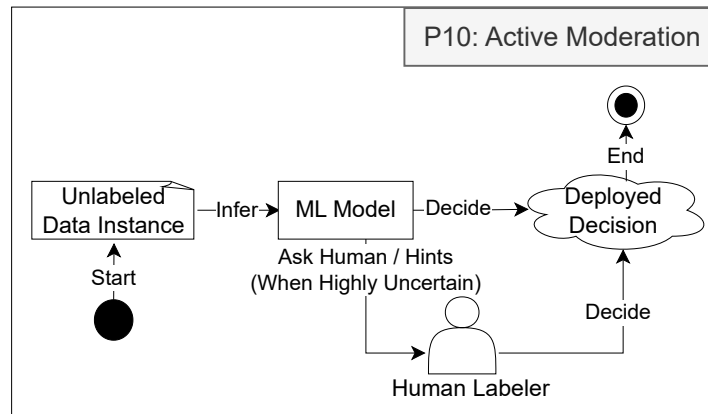 P10: Active Moderation
End
Unlabeled
Data Instance
Infer
ML Model
Decide
Deployed
Decision
Start
Ask Human / Hints
(When Highly Uncertain)
Decide
Human Labeler